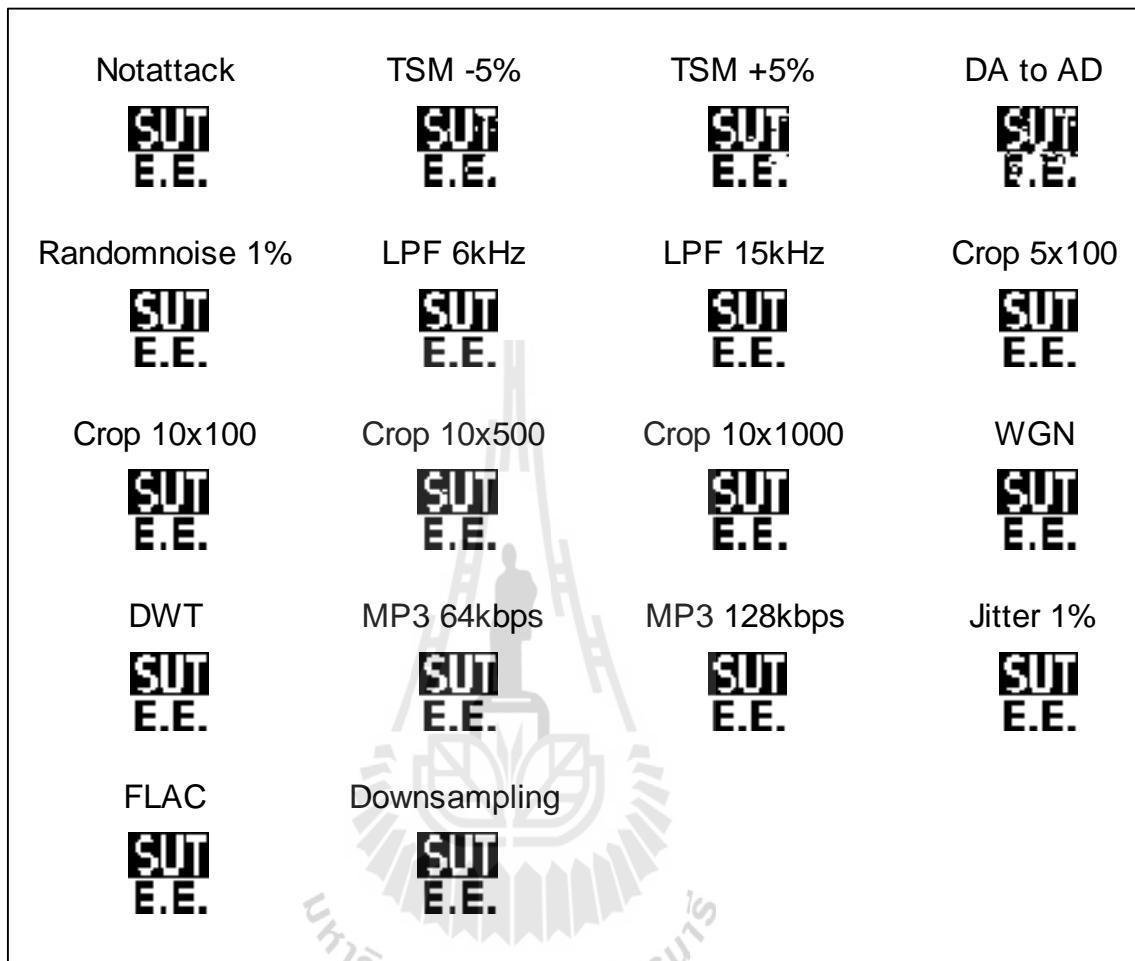 Notattack TSM -5% TSM +5% DA to AD
SUT SUT SUT SUT
E.E. E.E. E.E. E.E.
Randomnoise 1% LPF 6kHz LPF 15kHz Crop 5x100
SUT SUT SUT SUT
E.E. E.E. E.E. E.E.
Crop 10x100 Crop 10x500 Crop 10x1000 WGN
SUT SUT SUT SUT
E.E. E.E. E.E. E.E.
DWT MP3 64kbps MP3 128kbps Jitter 1%
SUT SUT SUT SUT
E.E. E.E. E.E. E.E.
FLAC Downsampling
SUT SUT
E.E. E.E.